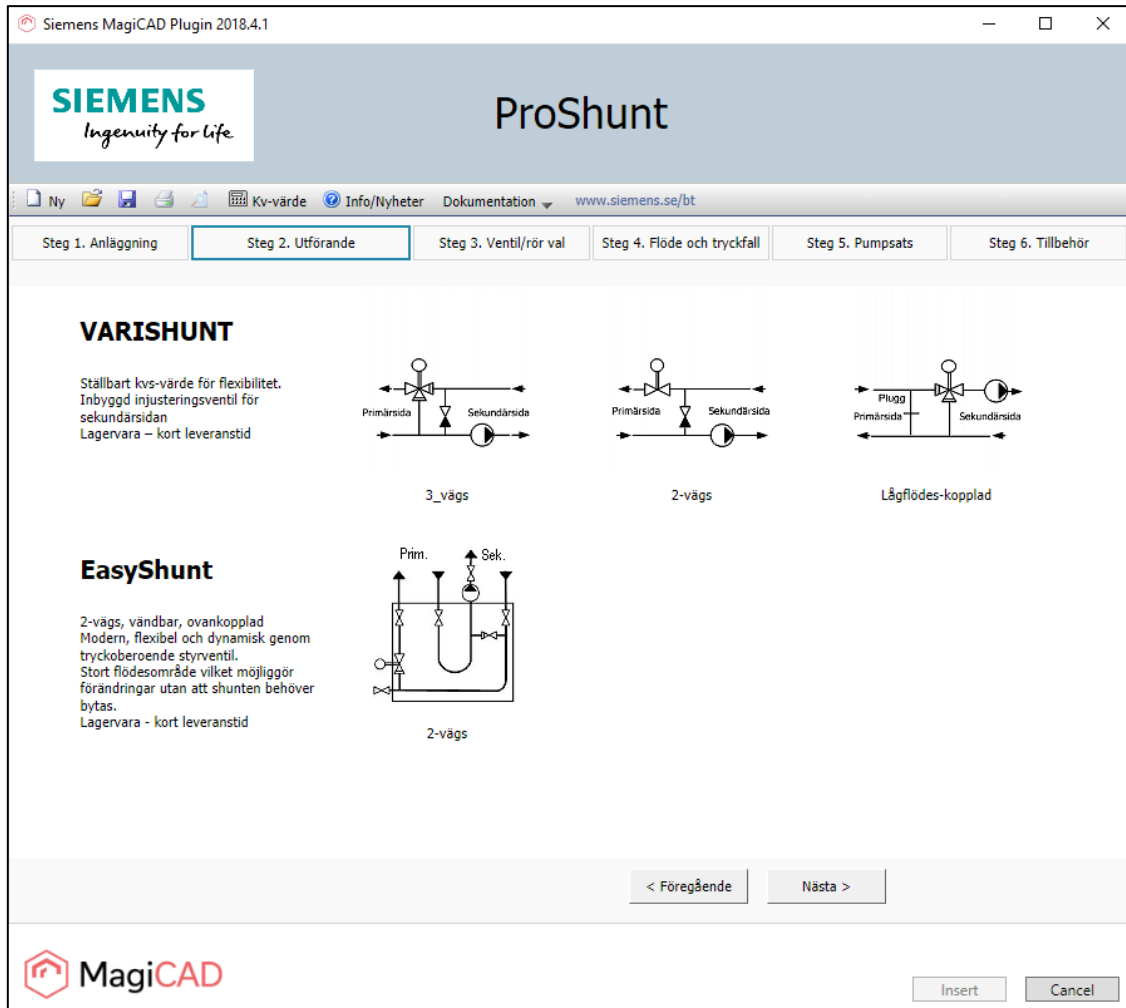 Siemens MagiCAD Plugin 2018.4.1
SIEMENS
Ingenuity for life
ProShunt
Ny Kv-värde Info/Nyheter Dokumentation www.siemens.se/bt
Steg 1. Anläggning Steg 2. Utförande Steg 3. Ventil/rör val Steg 4. Flöde och tryckfall Steg 5. Pumpsats Steg 6. Tillbehör
VARISHUNT
Ställbart kvs-värde för flexibilitet.
Inbyggd injusteringsventil för
sekundärsidan
Lagervara – kort leveranstid
Primärsida Sekundärsida
3_vägs
Primärsida Sekundärsida
2-vägs
Plugg
Primärsida Sekundärsida
Lågflödes-kopplad
EasyShunt
2-vägs, vändbar, ovankopplad
Modern, flexibel och dynamisk genom
tryckoberoende styrventil.
Stort flödesområde vilket möjliggör
förändringar utan att shunten behöver
bytas.
Lagervara - kort leveranstid
Prim. Sek.
2-vägs
< Föregående Nästa >
MagiCAD
Insert Cancel